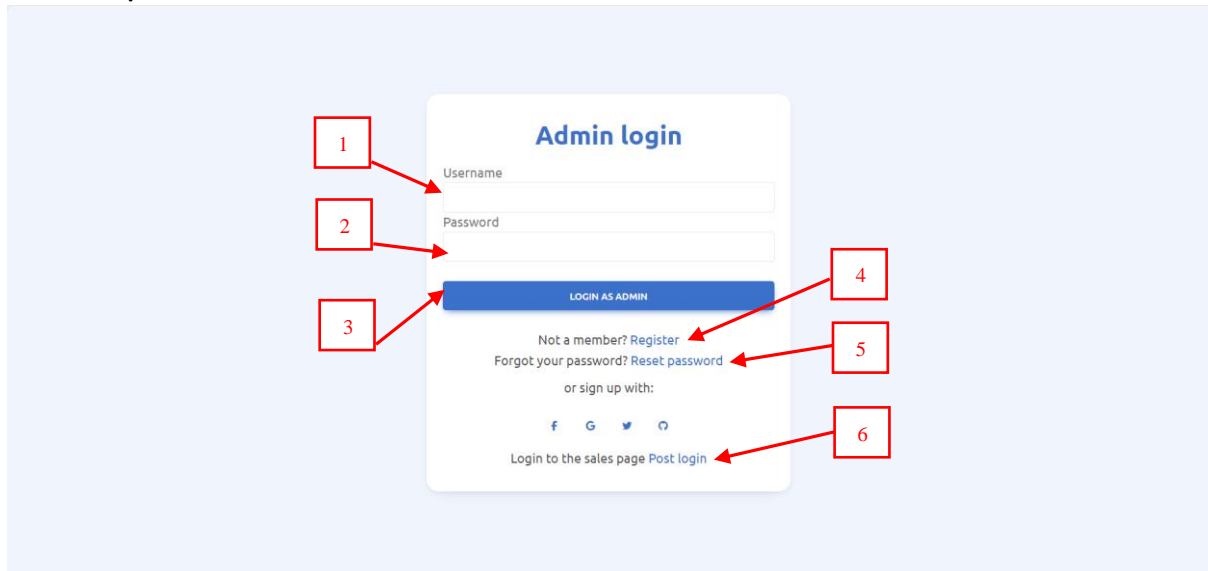 Admin login
1
Username
2
Password
3
LOGIN AS ADMIN
4
Not a member? Register
5
Forgot your password? Reset password
or sign up with:
6
Login to the sales page Post login